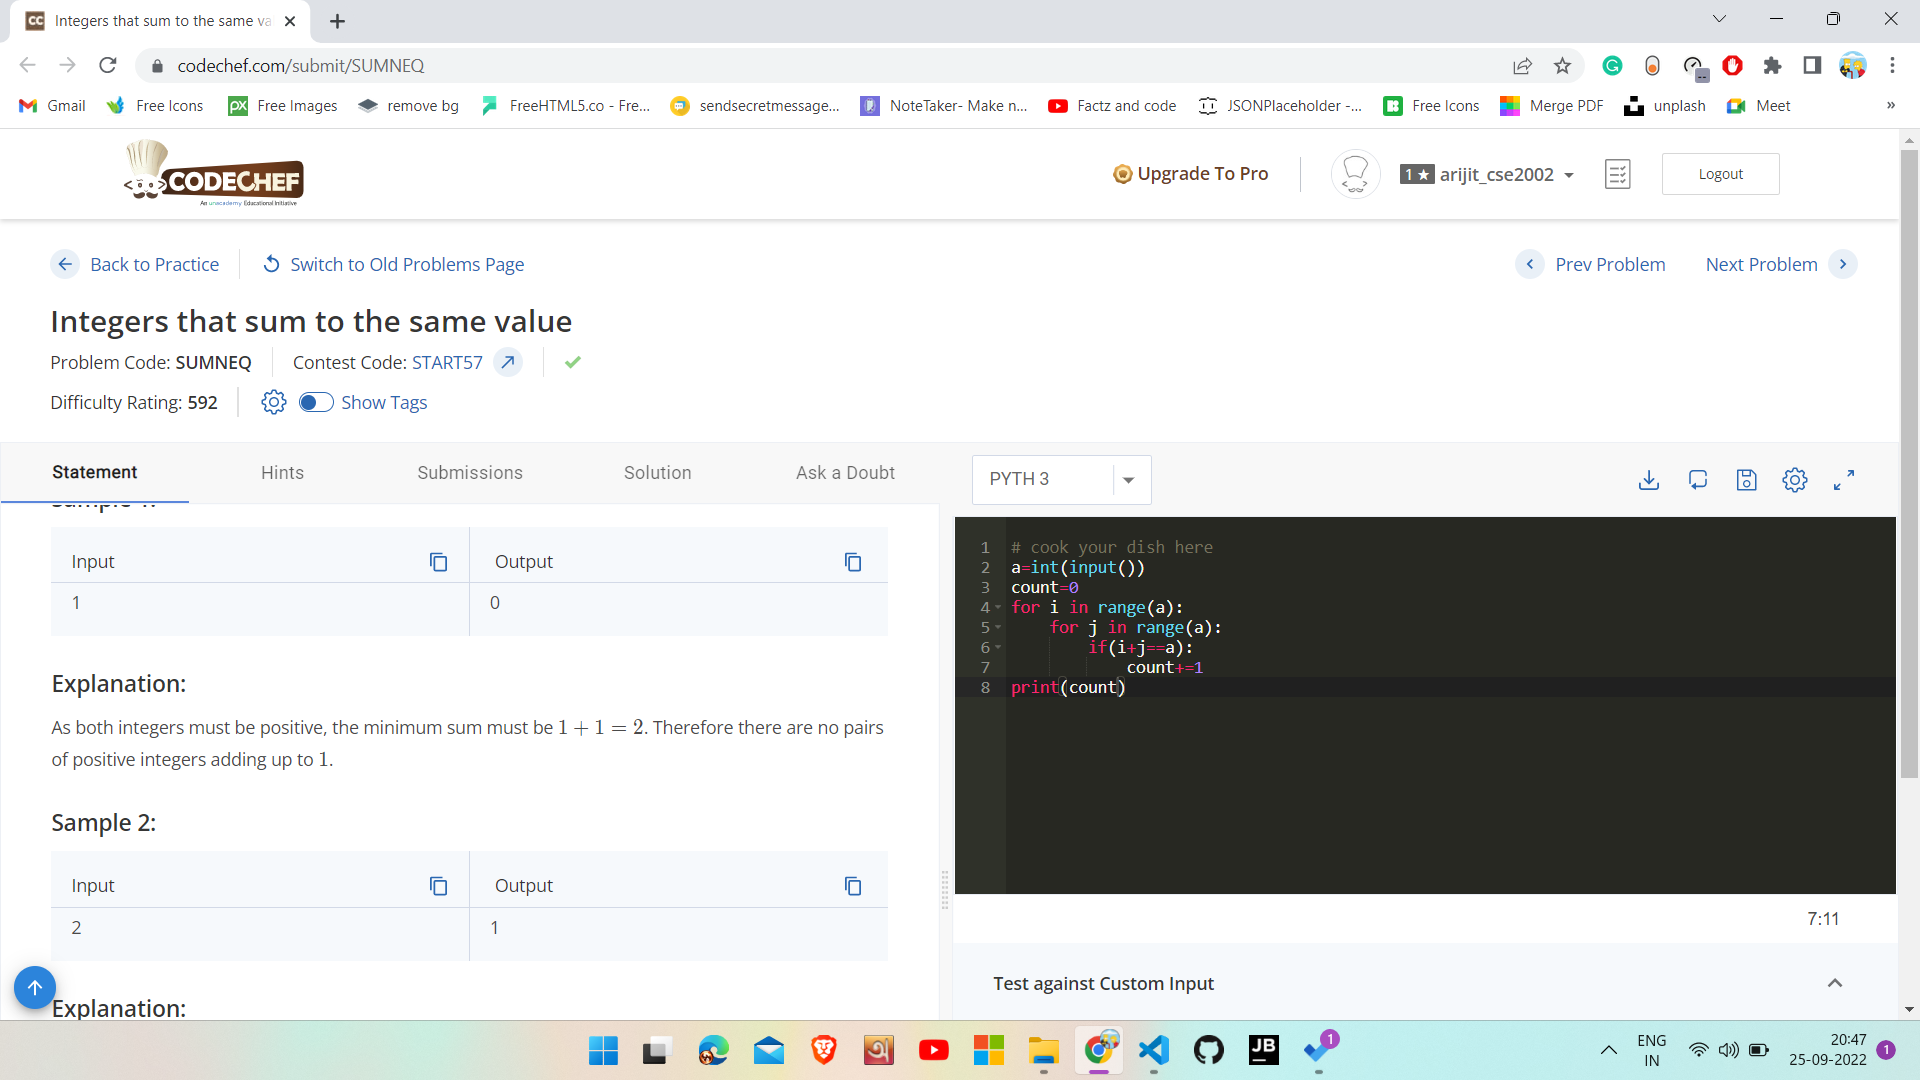 Integers that sum to the same va
codechef.com/submit/SUMNEQ
Gmail
Free Icons
Free Images
remove bg
FreeHTML5.co - Fre...
sendsecretmessage...
NoteTaker- Make n...
Factz and code
JSONPlaceholder -...
Free Icons
Merge PDF
unplash
Meet
»
CODECHEF
An unacademy Educational Initiative
Upgrade To Pro
1★ arijit_cse2002
Logout
Back to Practice
Switch to Old Problems Page
Prev Problem
Next Problem
Integers that sum to the same value
Problem Code: SUMNEQ
Contest Code: START57
Difficulty Rating: 592
Show Tags
Statement
Hints
Submissions
Solution
Ask a Doubt
PYTH 3
Sample 1:
Input
Output
1
0
Explanation:
As both integers must be positive, the minimum sum must be 1 + 1 = 2. Therefore there are no pairs
of positive integers adding up to 1.
Sample 2:
Input
Output
2
1
Explanation:
1 # cook your dish here
2 a=int(input())
3 count=0
4 for i in range(a):
5 for j in range(a):
6 if(i+j==a):
7 count+=1
8 print(count)
7:11
Test against Custom Input
ENG
IN
20:47
25-09-2022
1
1
JB